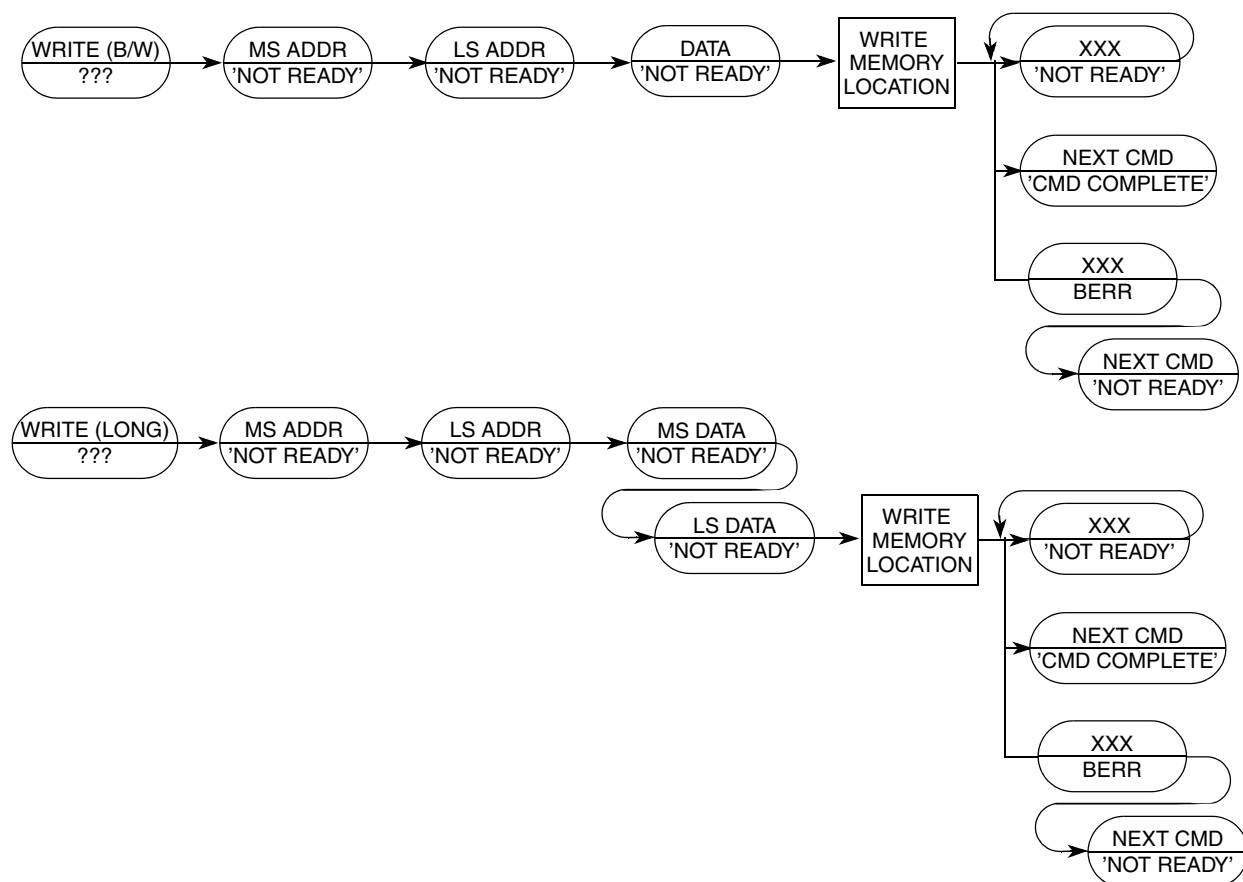 WRITE (B/W)
???
MS ADDR
'NOT READY'
LS ADDR
'NOT READY'
DATA
'NOT READY'
WRITE
MEMORY
LOCATION
XXX
'NOT READY'
NEXT CMD
'CMD COMPLETE'
XXX
BERR
NEXT CMD
'NOT READY'
WRITE (LONG)
???
MS ADDR
'NOT READY'
LS ADDR
'NOT READY'
MS DATA
'NOT READY'
LS DATA
'NOT READY'
WRITE
MEMORY
LOCATION
XXX
'NOT READY'
NEXT CMD
'CMD COMPLETE'
XXX
BERR
NEXT CMD
'NOT READY'